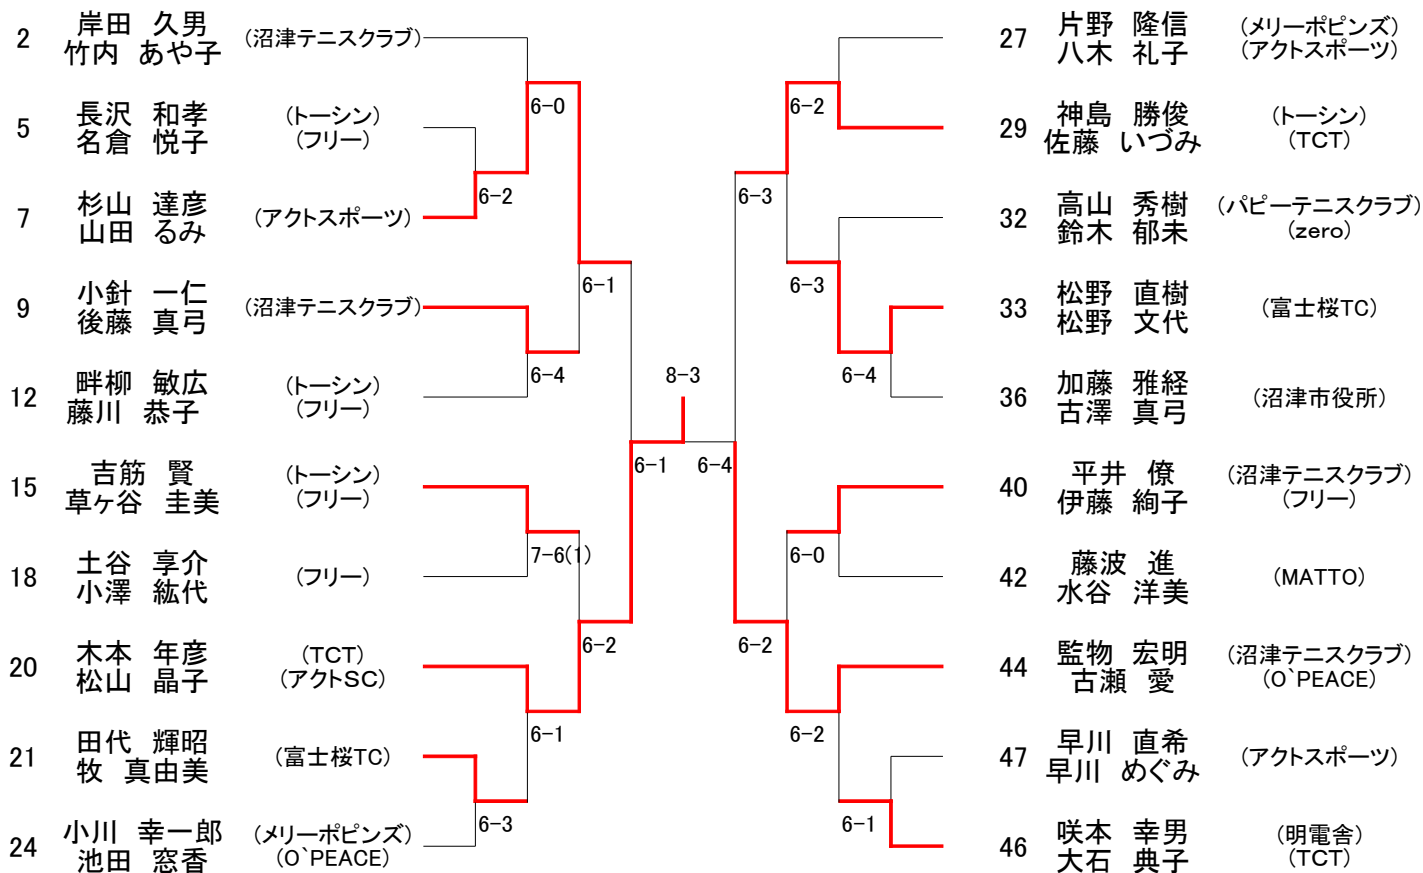 2 岸田 久男 (沼津テニスクラブ)
竹内 あや子
5 長沢 和孝 (トーシン)
名倉 悦子 (フリー)
7 杉山 達彦 (アクトスポーツ)
山田 るみ
9 小針 一仁 (沼津テニスクラブ)
後藤 真弓
12 畔柳 敏広 (トーシン)
藤川 恭子 (フリー)
15 吉筋 賢 (トーシン)
草ヶ谷 圭美 (フリー)
18 土谷 享介 (フリー)
小澤 紘代
20 木本 年彦 (TCT)
松山 晶子 (アクトSC)
21 田代 輝昭 (富士桜TC)
牧 真由美
24 小川 幸一郎 (メリーポピンズ)
池田 窓香 (O`PEACE)
6-0
6-2
6-1
6-4
7-6(1)
6-2
6-1
6-3
6-1
8-3
6-4
6-2
6-3
6-3
6-4
6-0
6-2
6-2
6-1
27 片野 隆信 (メリーポピンズ)
八木 礼子 (アクトスポーツ)
29 神島 勝俊 (トーシン)
佐藤 いづみ (TCT)
32 高山 秀樹 (パピーテニスクラブ)
鈴木 郁未 (zero)
33 松野 直樹 (富士桜TC)
松野 文代
36 加藤 雅経 (沼津市役所)
古澤 真弓
40 平井 僚 (沼津テニスクラブ)
伊藤 絢子 (フリー)
42 藤波 進 (MATTO)
水谷 洋美
44 監物 宏明 (沼津テニスクラブ)
古瀬 愛 (O`PEACE)
47 早川 直希 (アクトスポーツ)
早川 めぐみ
46 咲本 幸男 (明電舎)
大石 典子 (TCT)